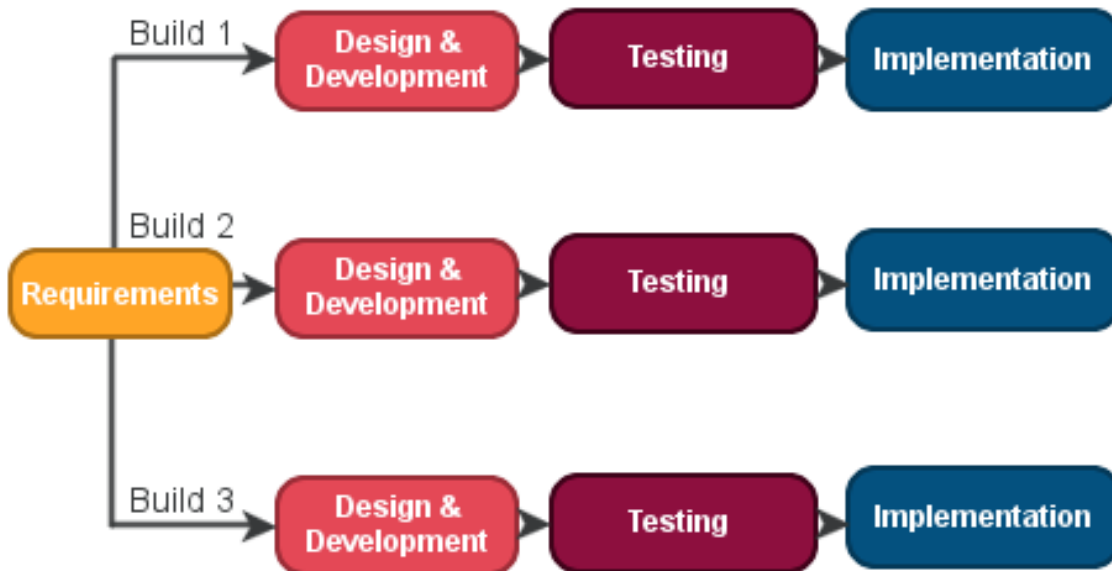 Build 1
Design &
Development
Testing
Implementation
Build 2
Requirements
Design &
Development
Testing
Implementation
Build 3
Design &
Development
Testing
Implementation